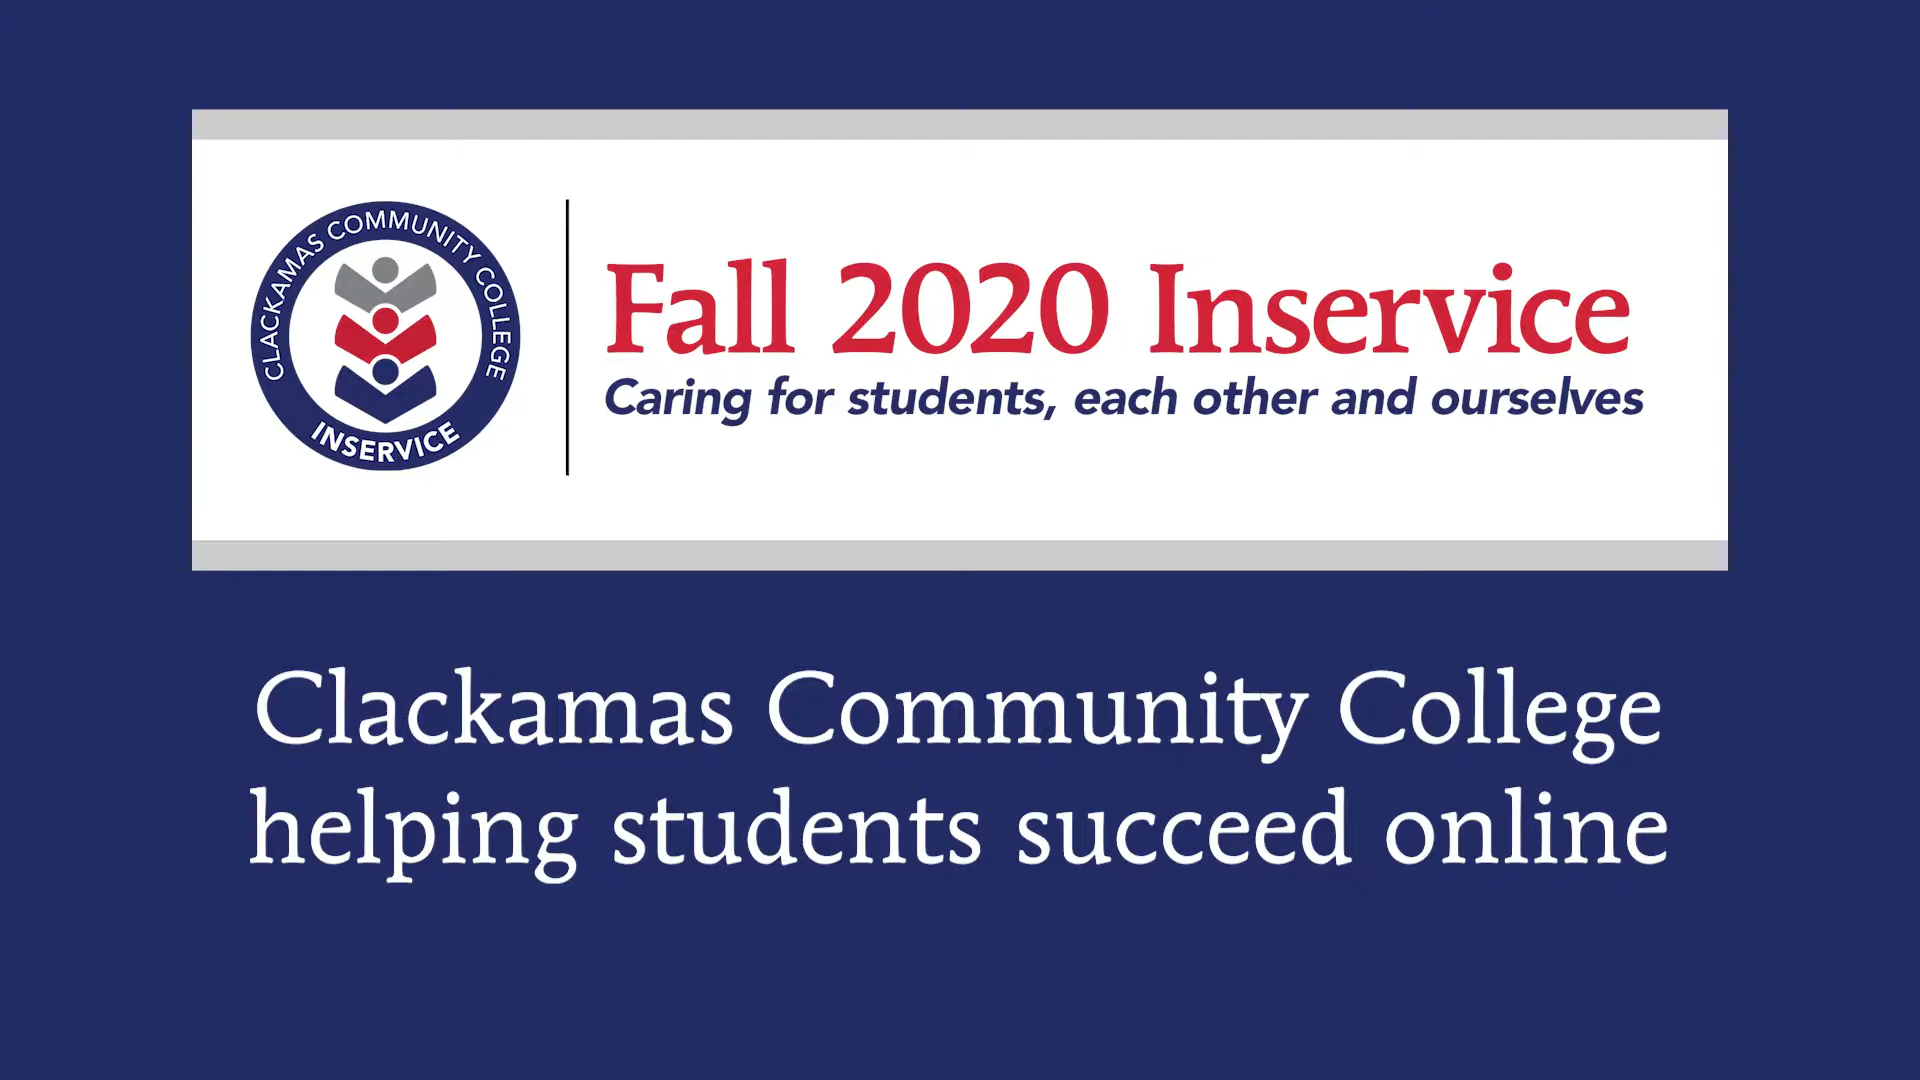 CLACKAMAS COMMUNITY COLLEGE
INSERVICE
Fall 2020 Inservice
Caring for students, each other and ourselves
Clackamas Community College
helping students succeed online